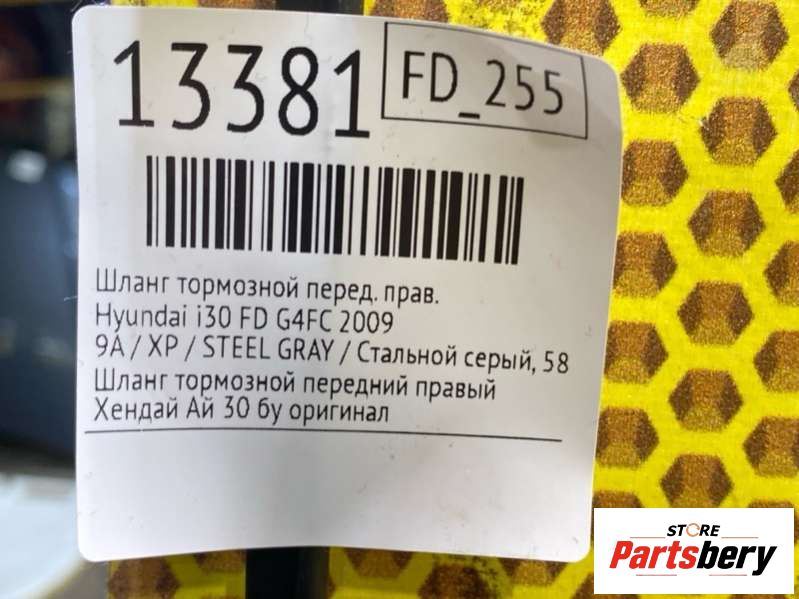 13381
FD_255
Шланг тормозной перед. прав.
Hyundai i30 FD G4FC 2009
9A / XP / STEEL GRAY / Стальной серый, 58
Шланг тормозной передний правый
Хендай Ай 30 бу оригинал
STORE
Partsbery